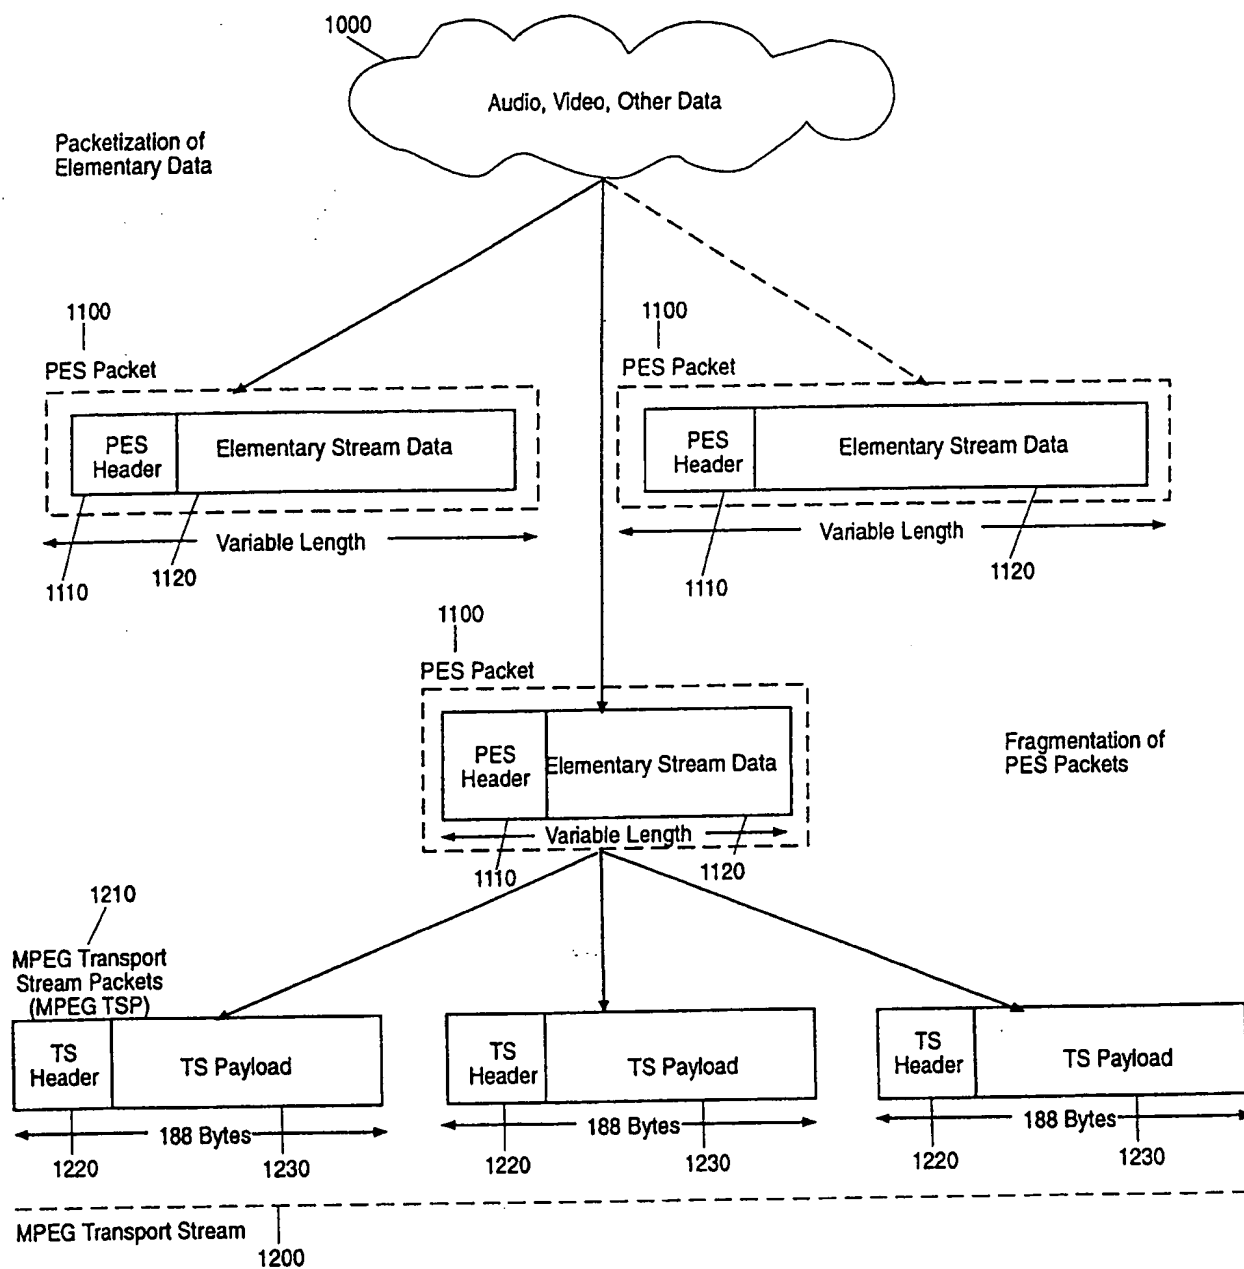 1000
Audio, Video, Other Data
Packetization of
Elementary Data
1100
PES Packet
PES
Header
Elementary Stream Data
Variable Length
1110
1120
1100
PES Packet
PES
Header
Elementary Stream Data
Variable Length
1110
1120
1100
PES Packet
PES
Header
Elementary Stream Data
Variable Length
1110
1120
Fragmentation of
PES Packets
1210
MPEG Transport
Stream Packets
(MPEG TSP)
TS
Header
TS Payload
188 Bytes
1220
1230
TS
Header
TS Payload
188 Bytes
1220
1230
TS
Header
TS Payload
188 Bytes
1220
1230
MPEG Transport Stream
1200